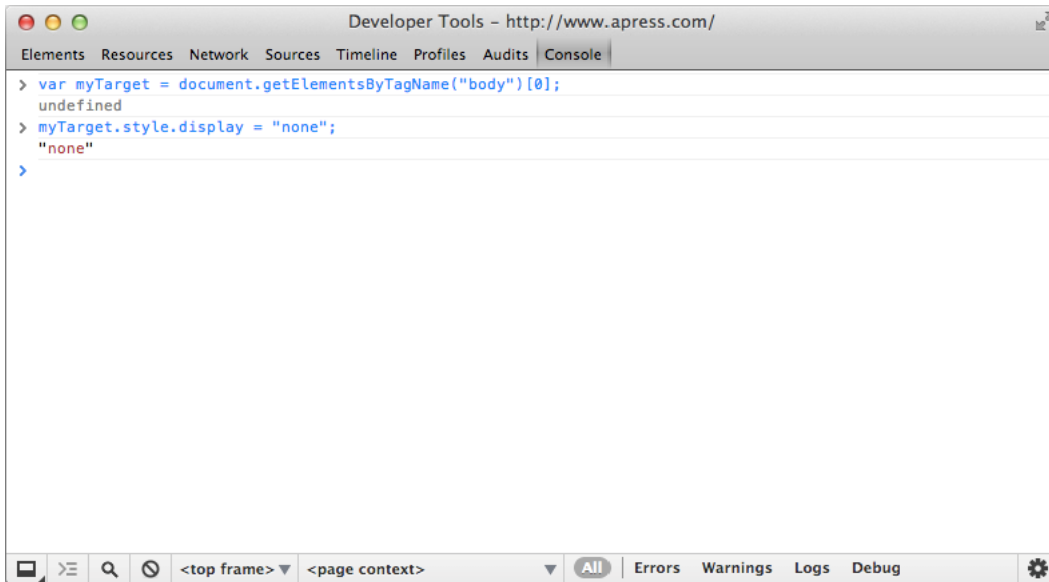 Developer Tools - http://www.apress.com/
Elements Resources Network Sources Timeline Profiles Audits Console
> var myTarget = document.getElementsByTagName("body")[0];
undefined
> myTarget.style.display = "none";
"none"
>
<top frame> <page context> All Errors Warnings Logs Debug